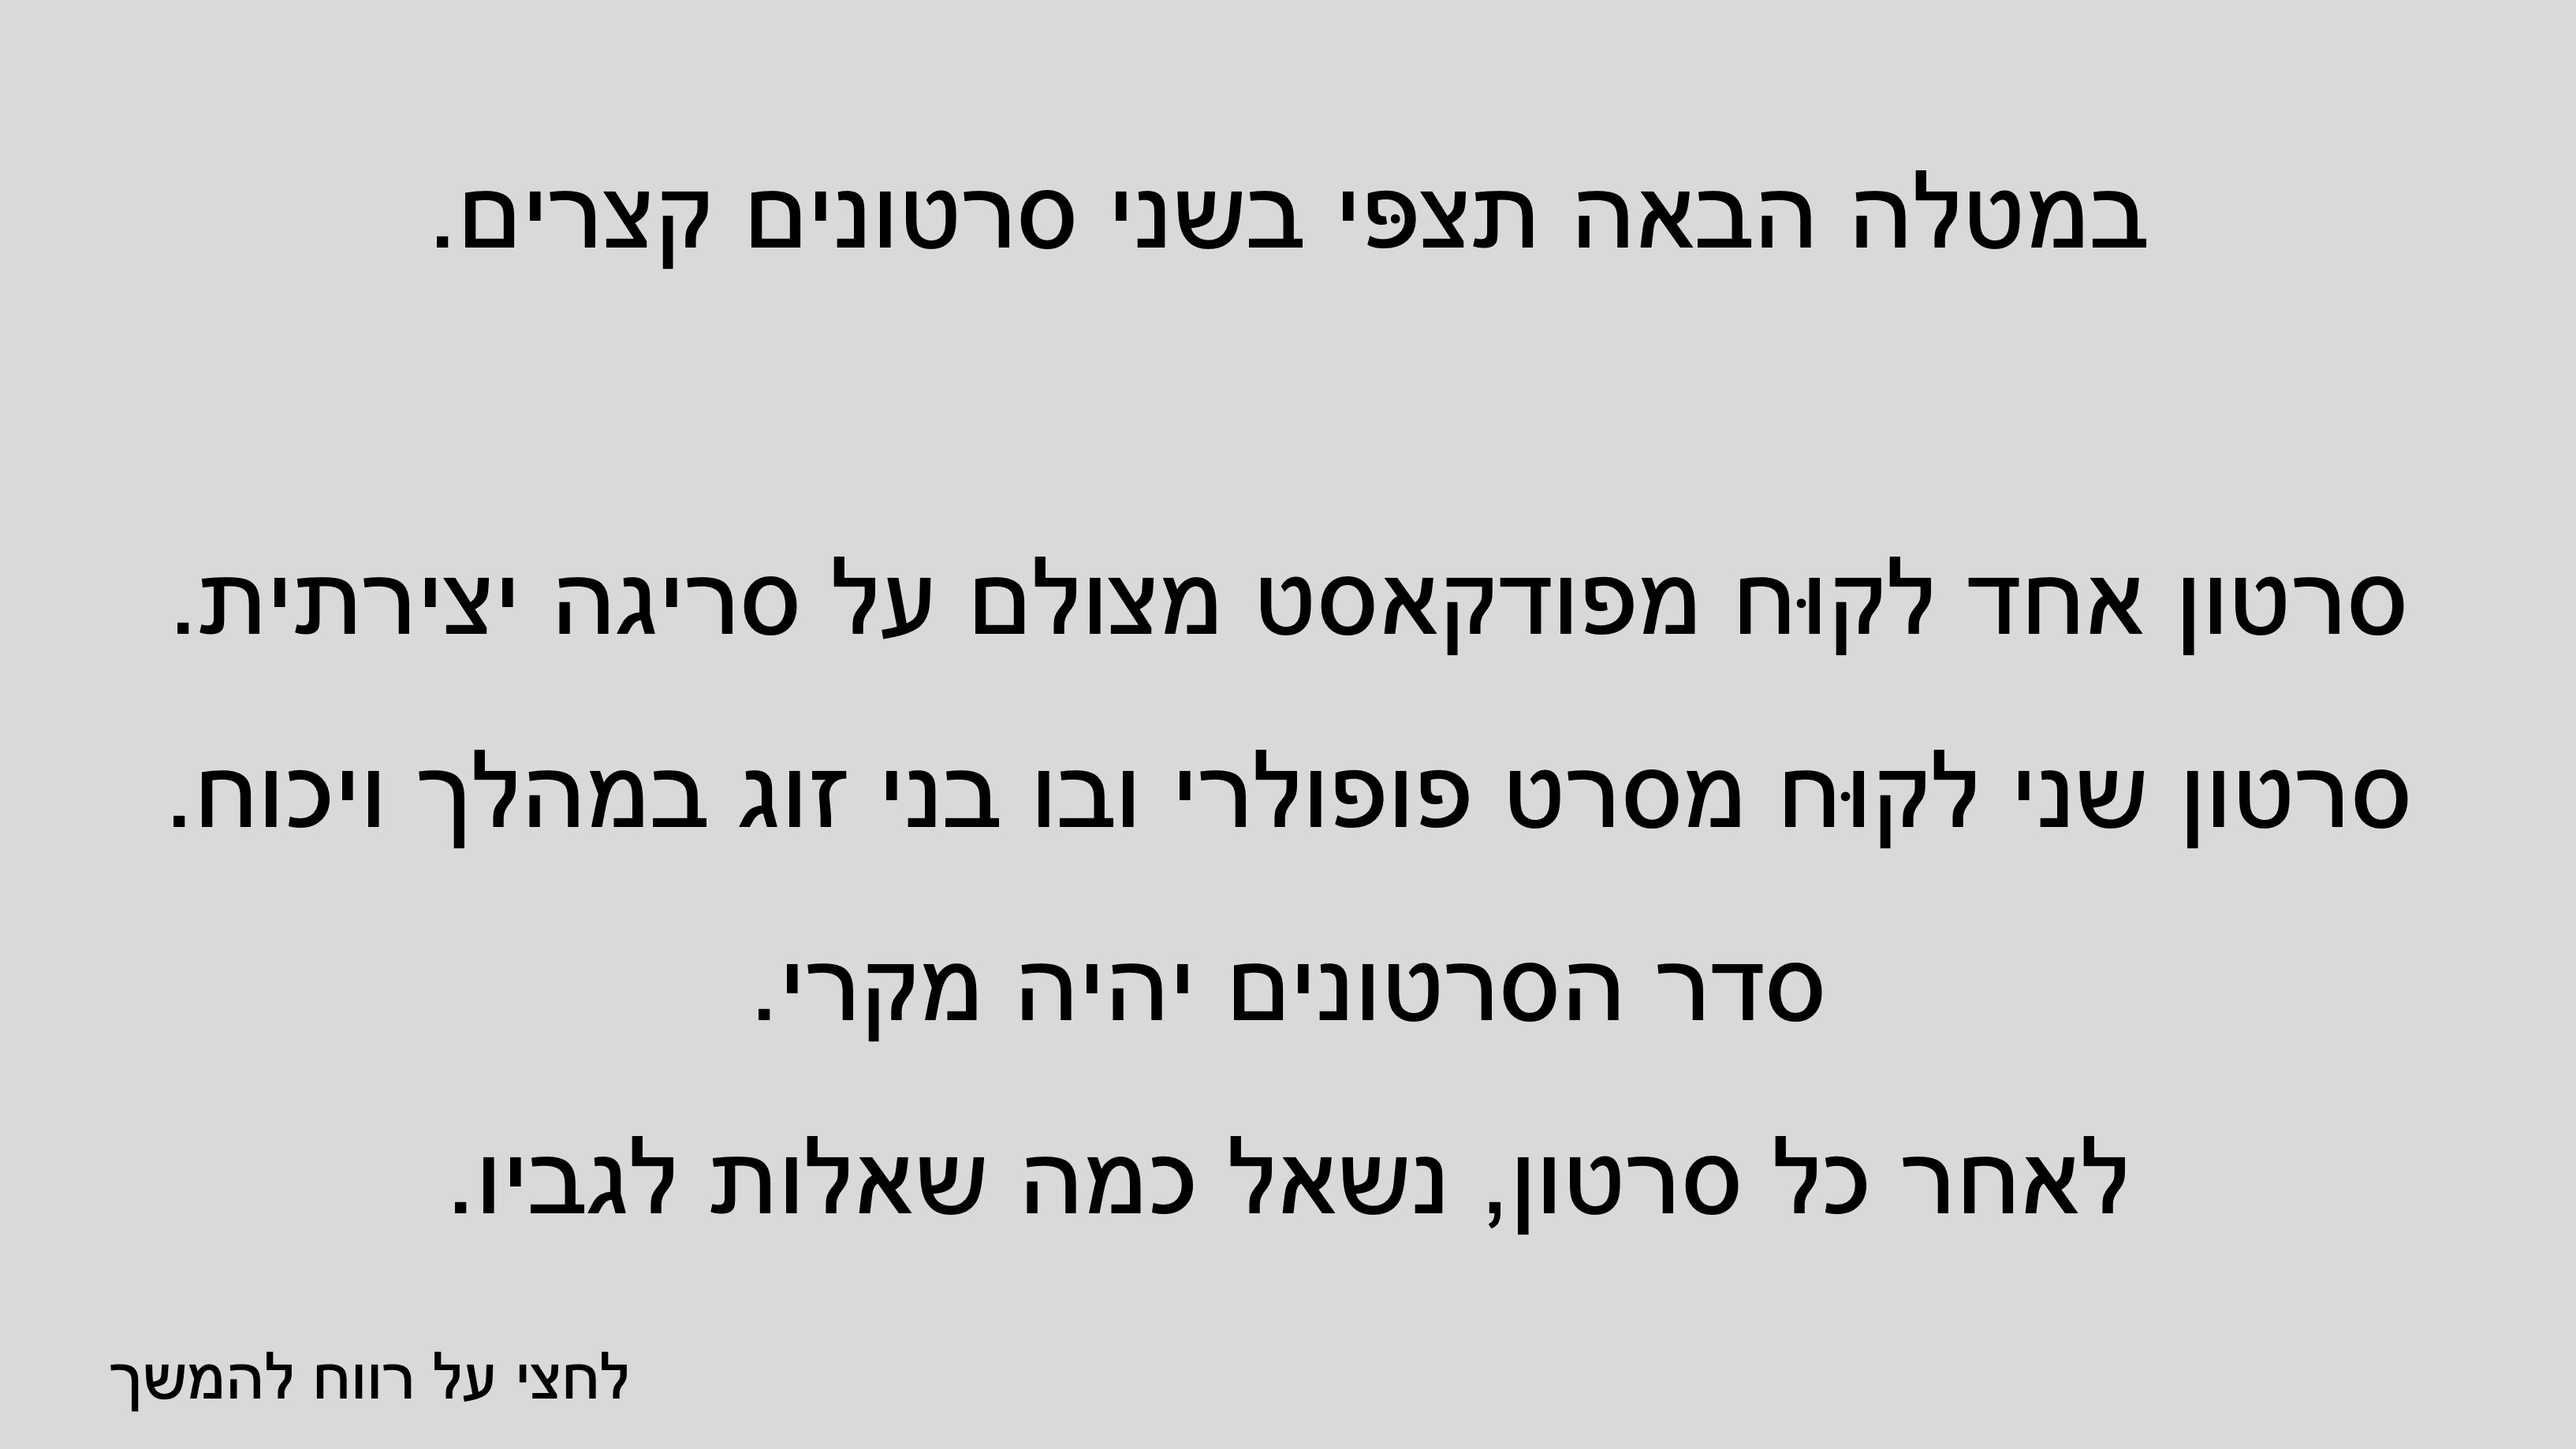 במטלה הבאה תצפּי בשני סרטונים קצרים.
סרטון אחד לקוּח מפודקאסט מצולם על סריגה יצירתית.
סרטון שני לקוּח מסרט פופולרי ובו בני זוג במהלך ויכוח.
סדר הסרטונים יהיה מקרי.
לאחר כל סרטון, נשאל כמה שאלות לגביו.
לחצי על רווח להמשך